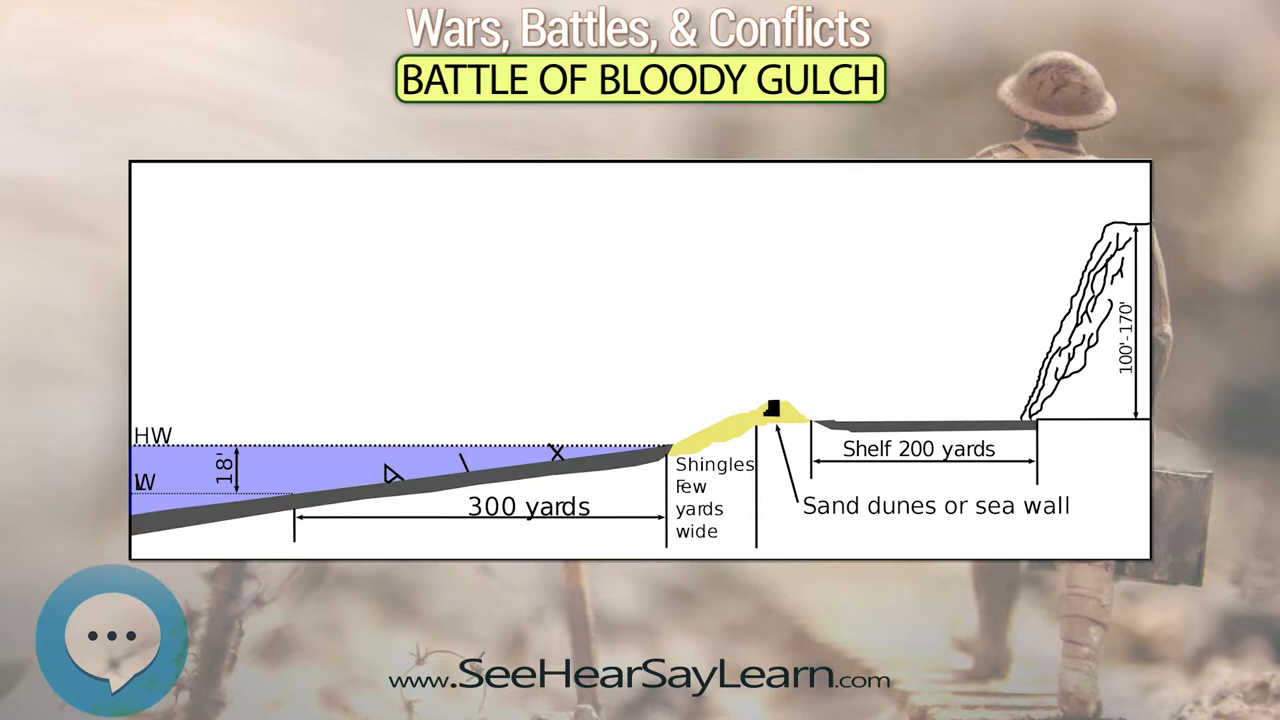 Wars, Battles, & Conflicts
BATTLE OF BLOODY GULCH
100'-170'
HW
18'
LW
Shelf 200 yards
Shingles
Few
yards
wide
300 yards
Sand dunes or sea wall
www.SeeHearSayLearn.com